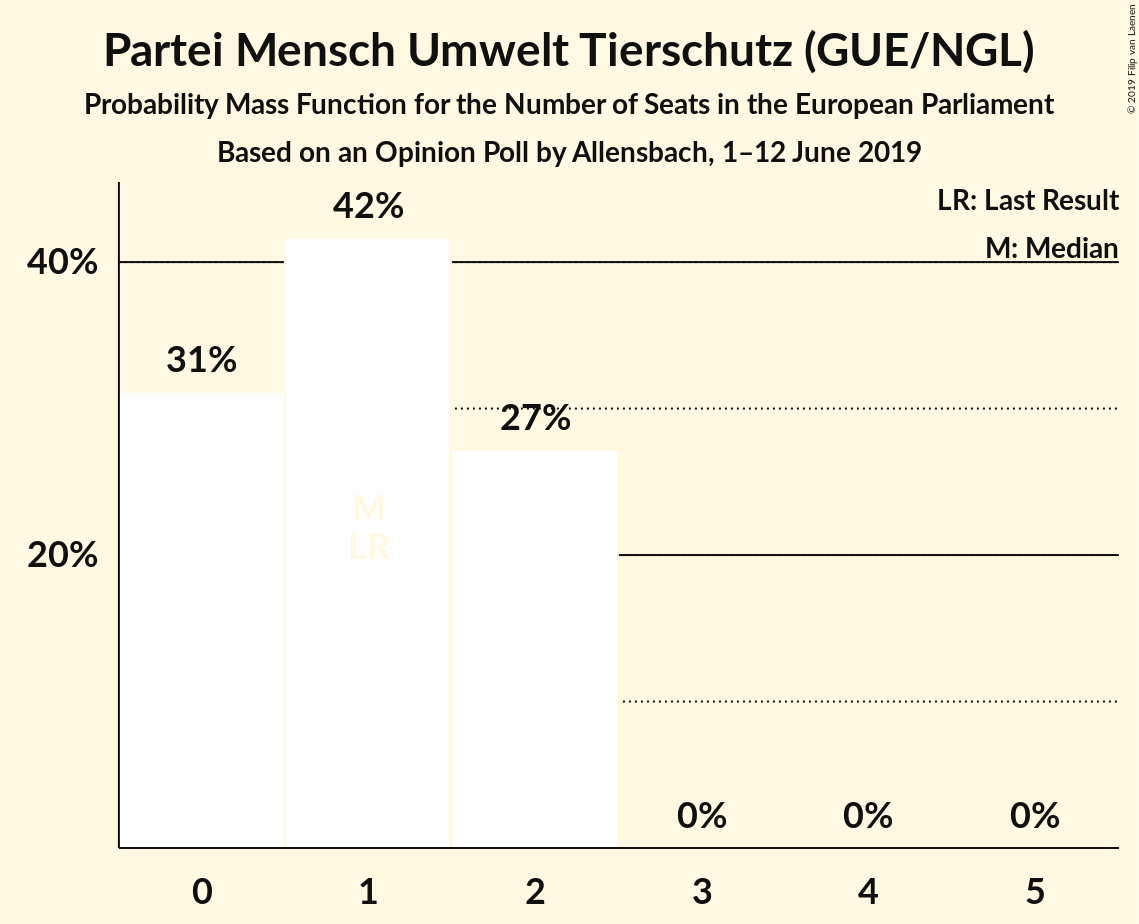 Partei Mensch Umwelt Tierschutz (GUE/NGL)
Probability Mass Function for the Number of Seats in the European Parliament
Based on an Opinion Poll by Allensbach, 1–12 June 2019
© 2019 Filip van Laenen
LR: Last Result
M: Median
42%
40%
31%
27%
M
LR
20%
0% 0% 0%
0 1 2 3 4 5